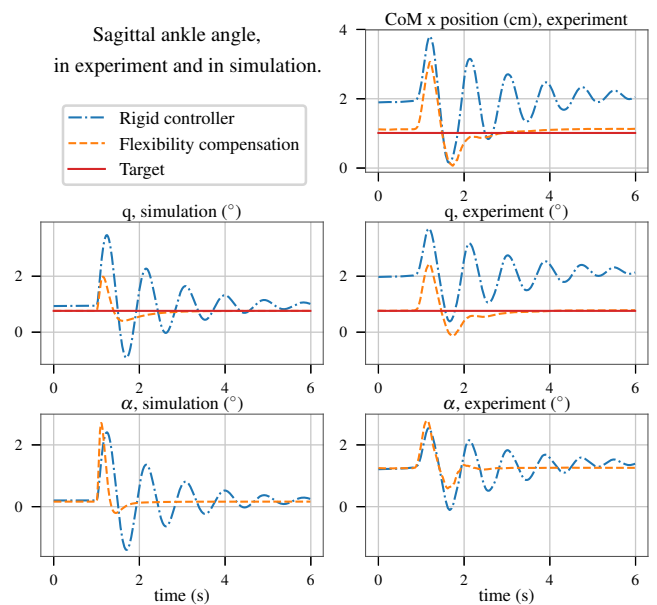 Sagittal ankle angle,
in experiment and in simulation.
Rigid controller
Flexibility compensation
Target
CoM x position (cm), experiment
4
2
0
0 2 4 6
q, simulation (°)
2
0
0 2 4 6
q, experiment (°)
2
0
0 2 4 6
α, simulation (°)
2
0
0 2 4 6
time (s)
α, experiment (°)
2
0
0 2 4 6
time (s)